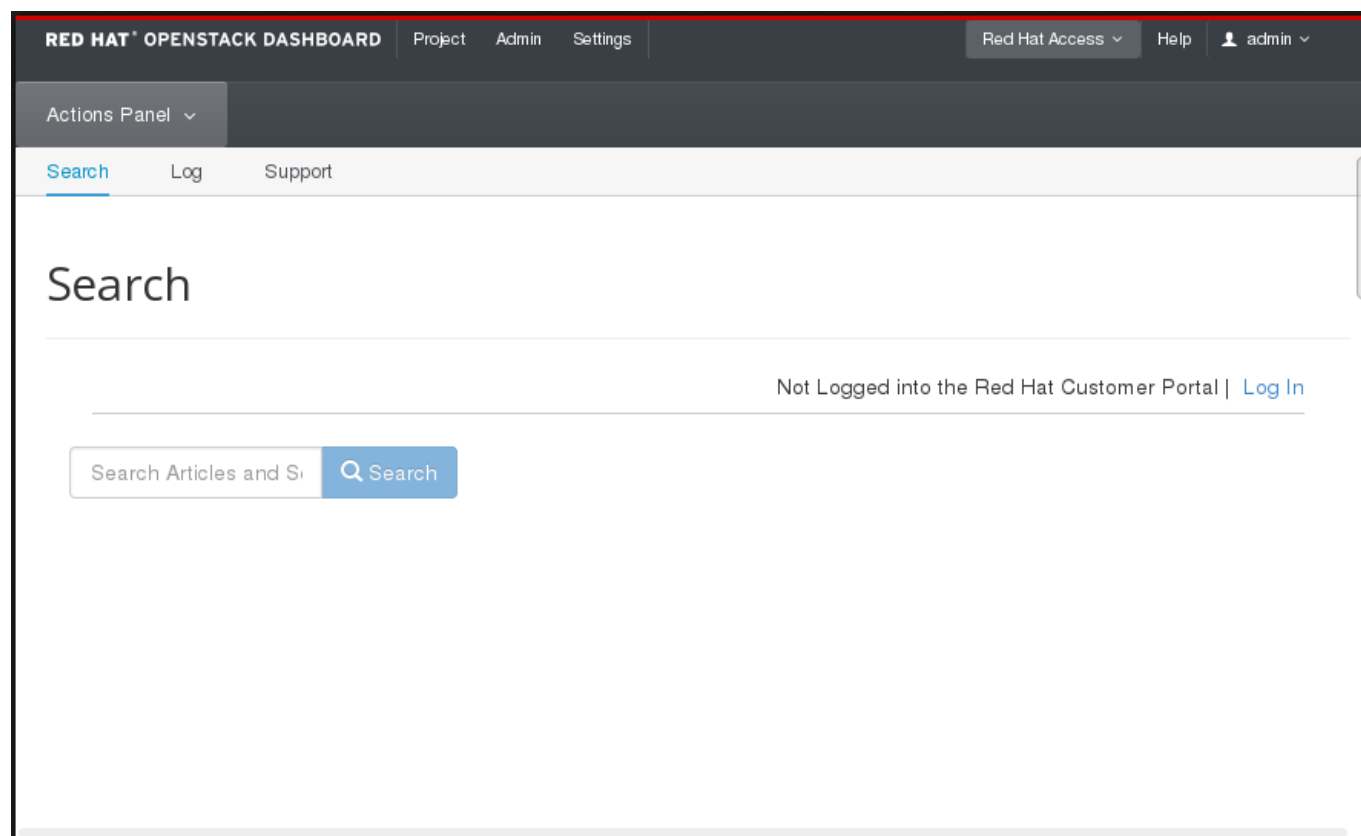 RED HAT® OPENSTACK DASHBOARD Project Admin Settings Red Hat Access Help admin
Actions Panel
Search Log Support
Search
Not Logged into the Red Hat Customer Portal | Log In
Search Articles and S Search